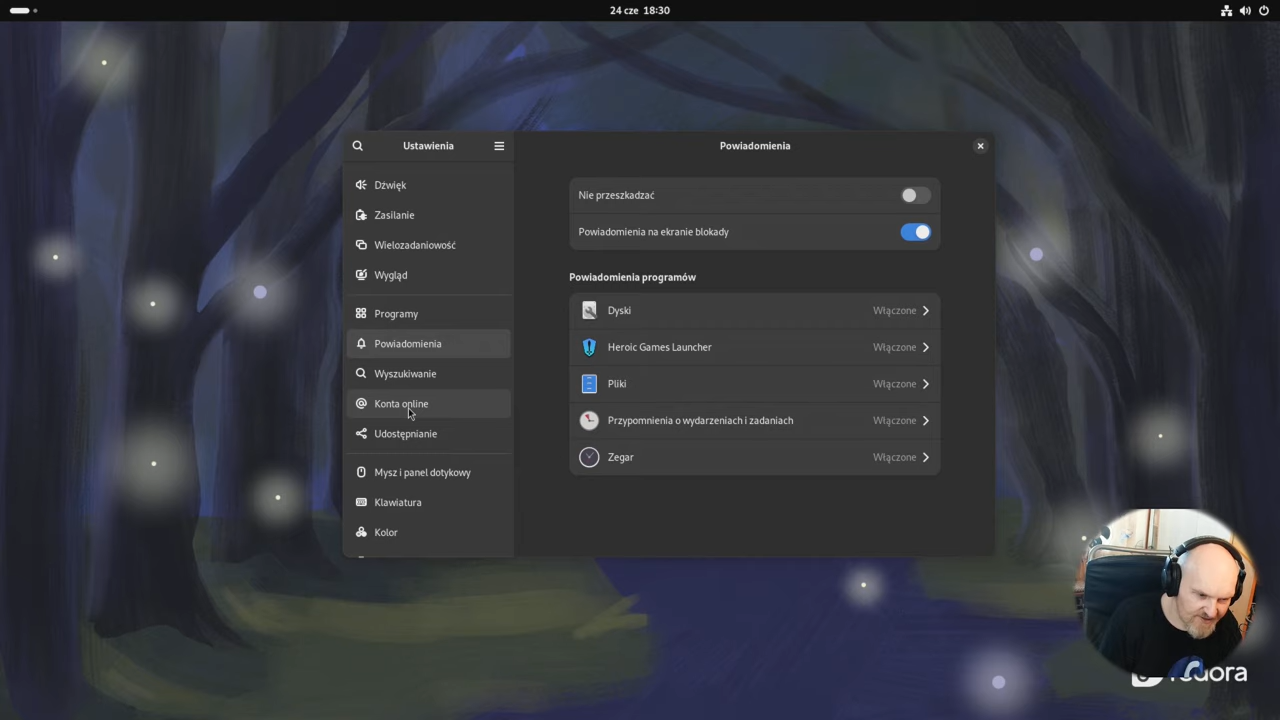 24 cze 18:30
Ustawienia
Powiadomienia
Dźwięk
Zasilanie
Wielozadaniowość
Wygląd
Programy
Powiadomienia
Wyszukiwanie
Konta online
Udostępnianie
Mysz i panel dotykowy
Klawiatura
Kolor
Nie przeszkadzać
Powiadomienia na ekranie blokady
Powiadomienia programów
Dyski Włączone
Heroic Games Launcher Włączone
Pliki Włączone
Przypomnienia o wydarzeniach i zadaniach Włączone
Zegar Włączone